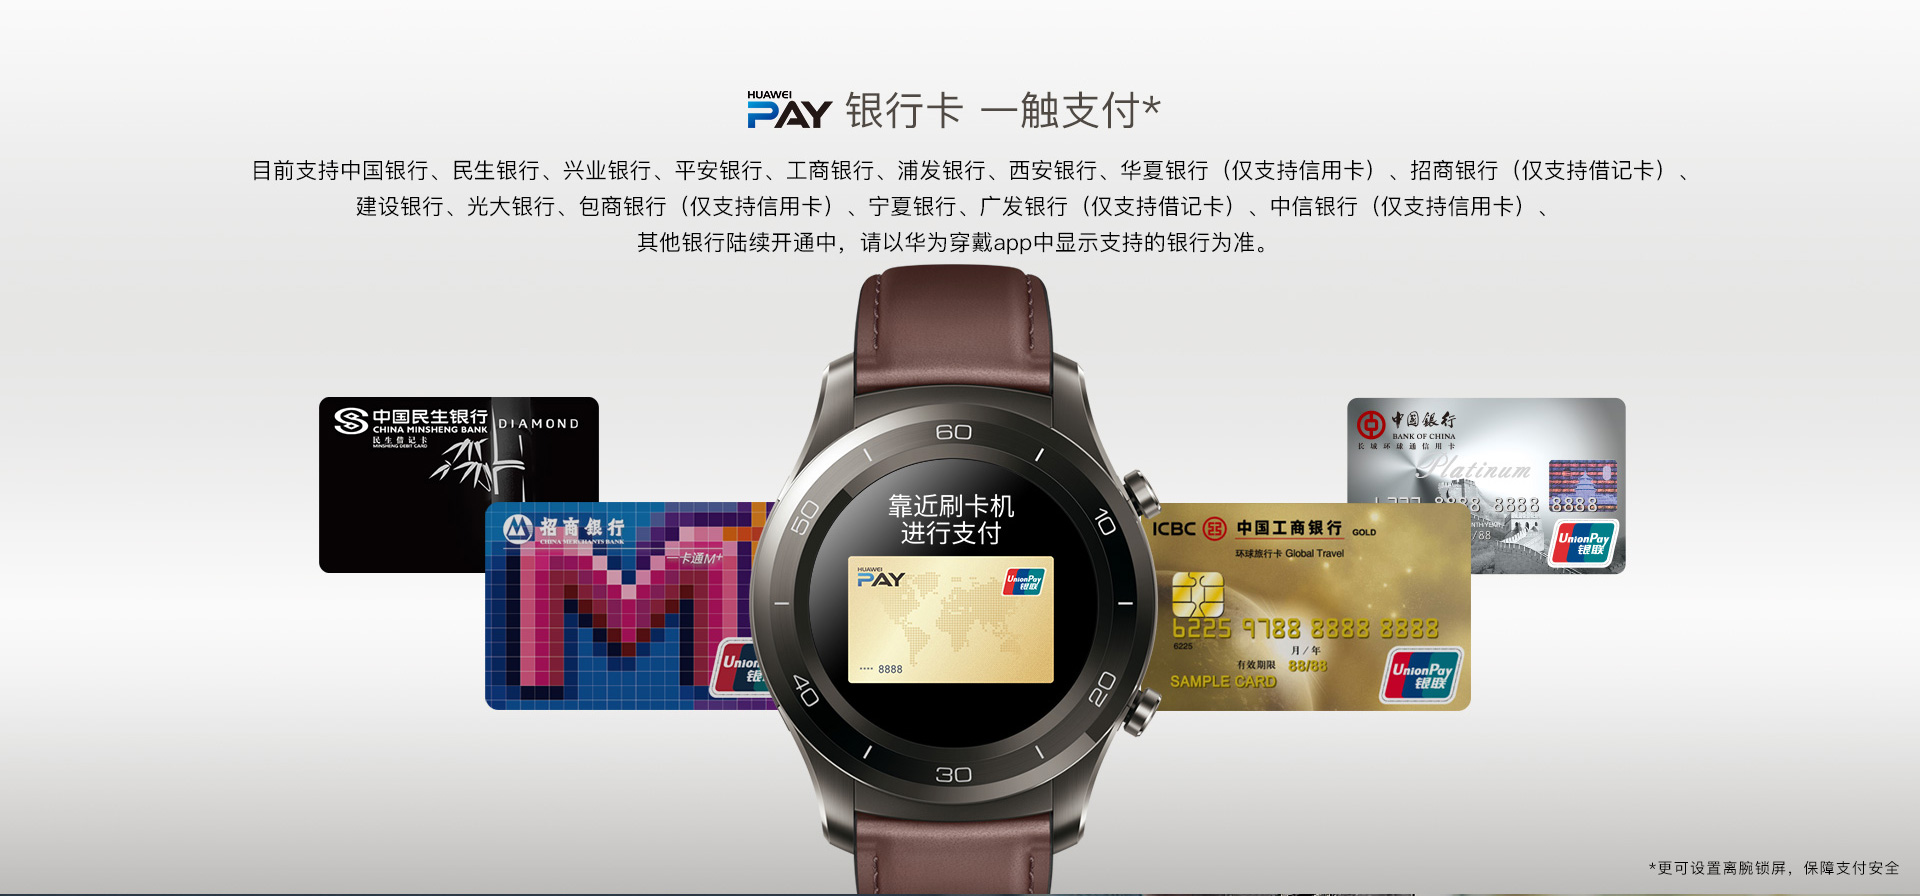 HUAWEI
PAY 银行卡 一触支付*
目前支持中国银行、民生银行、兴业银行、平安银行、工商银行、浦发银行、西安银行、华夏银行（仅支持信用卡）、招商银行（仅支持借记卡）、
建设银行、光大银行、包商银行（仅支持信用卡）、宁夏银行、广发银行（仅支持借记卡）、中信银行（仅支持信用卡）、
其他银行陆续开通中，请以华为穿戴app中显示支持的银行为准。
中国民生银行
CHINA MINSHENG BANK
民生借记卡
MINSHENG DEBIT CARD
DIAMOND
招商银行
CHINA MERCHANTS BANK
一卡通M+
UnionPay
银联
60
10
20
30
40
50
靠近刷卡机
进行支付
HUAWEI
PAY
UnionPay
银联
···· 8888
ICBC 中国工商银行 GOLD
环球旅行卡 Global Travel
6225 9788 8888 8888
6225
月/年
有效期限 88/88
SAMPLE CARD
UnionPay
银联
中国银行
BANK OF CHINA
长城环球通信用卡
Platinum
8888 8888 8888
/88
UnionPay
银联
*更可设置离腕锁屏，保障支付安全